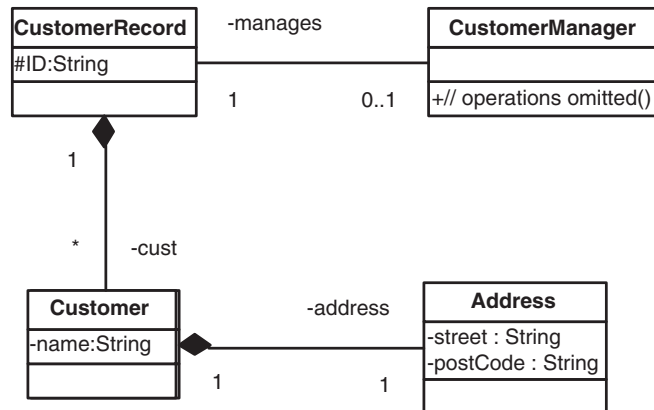 CustomerRecord
#ID:String
-manages
1
0..1
CustomerManager
+// operations omitted()
1
*
-cust
Customer
-name:String
-address
1
1
Address
-street : String
-postCode : String